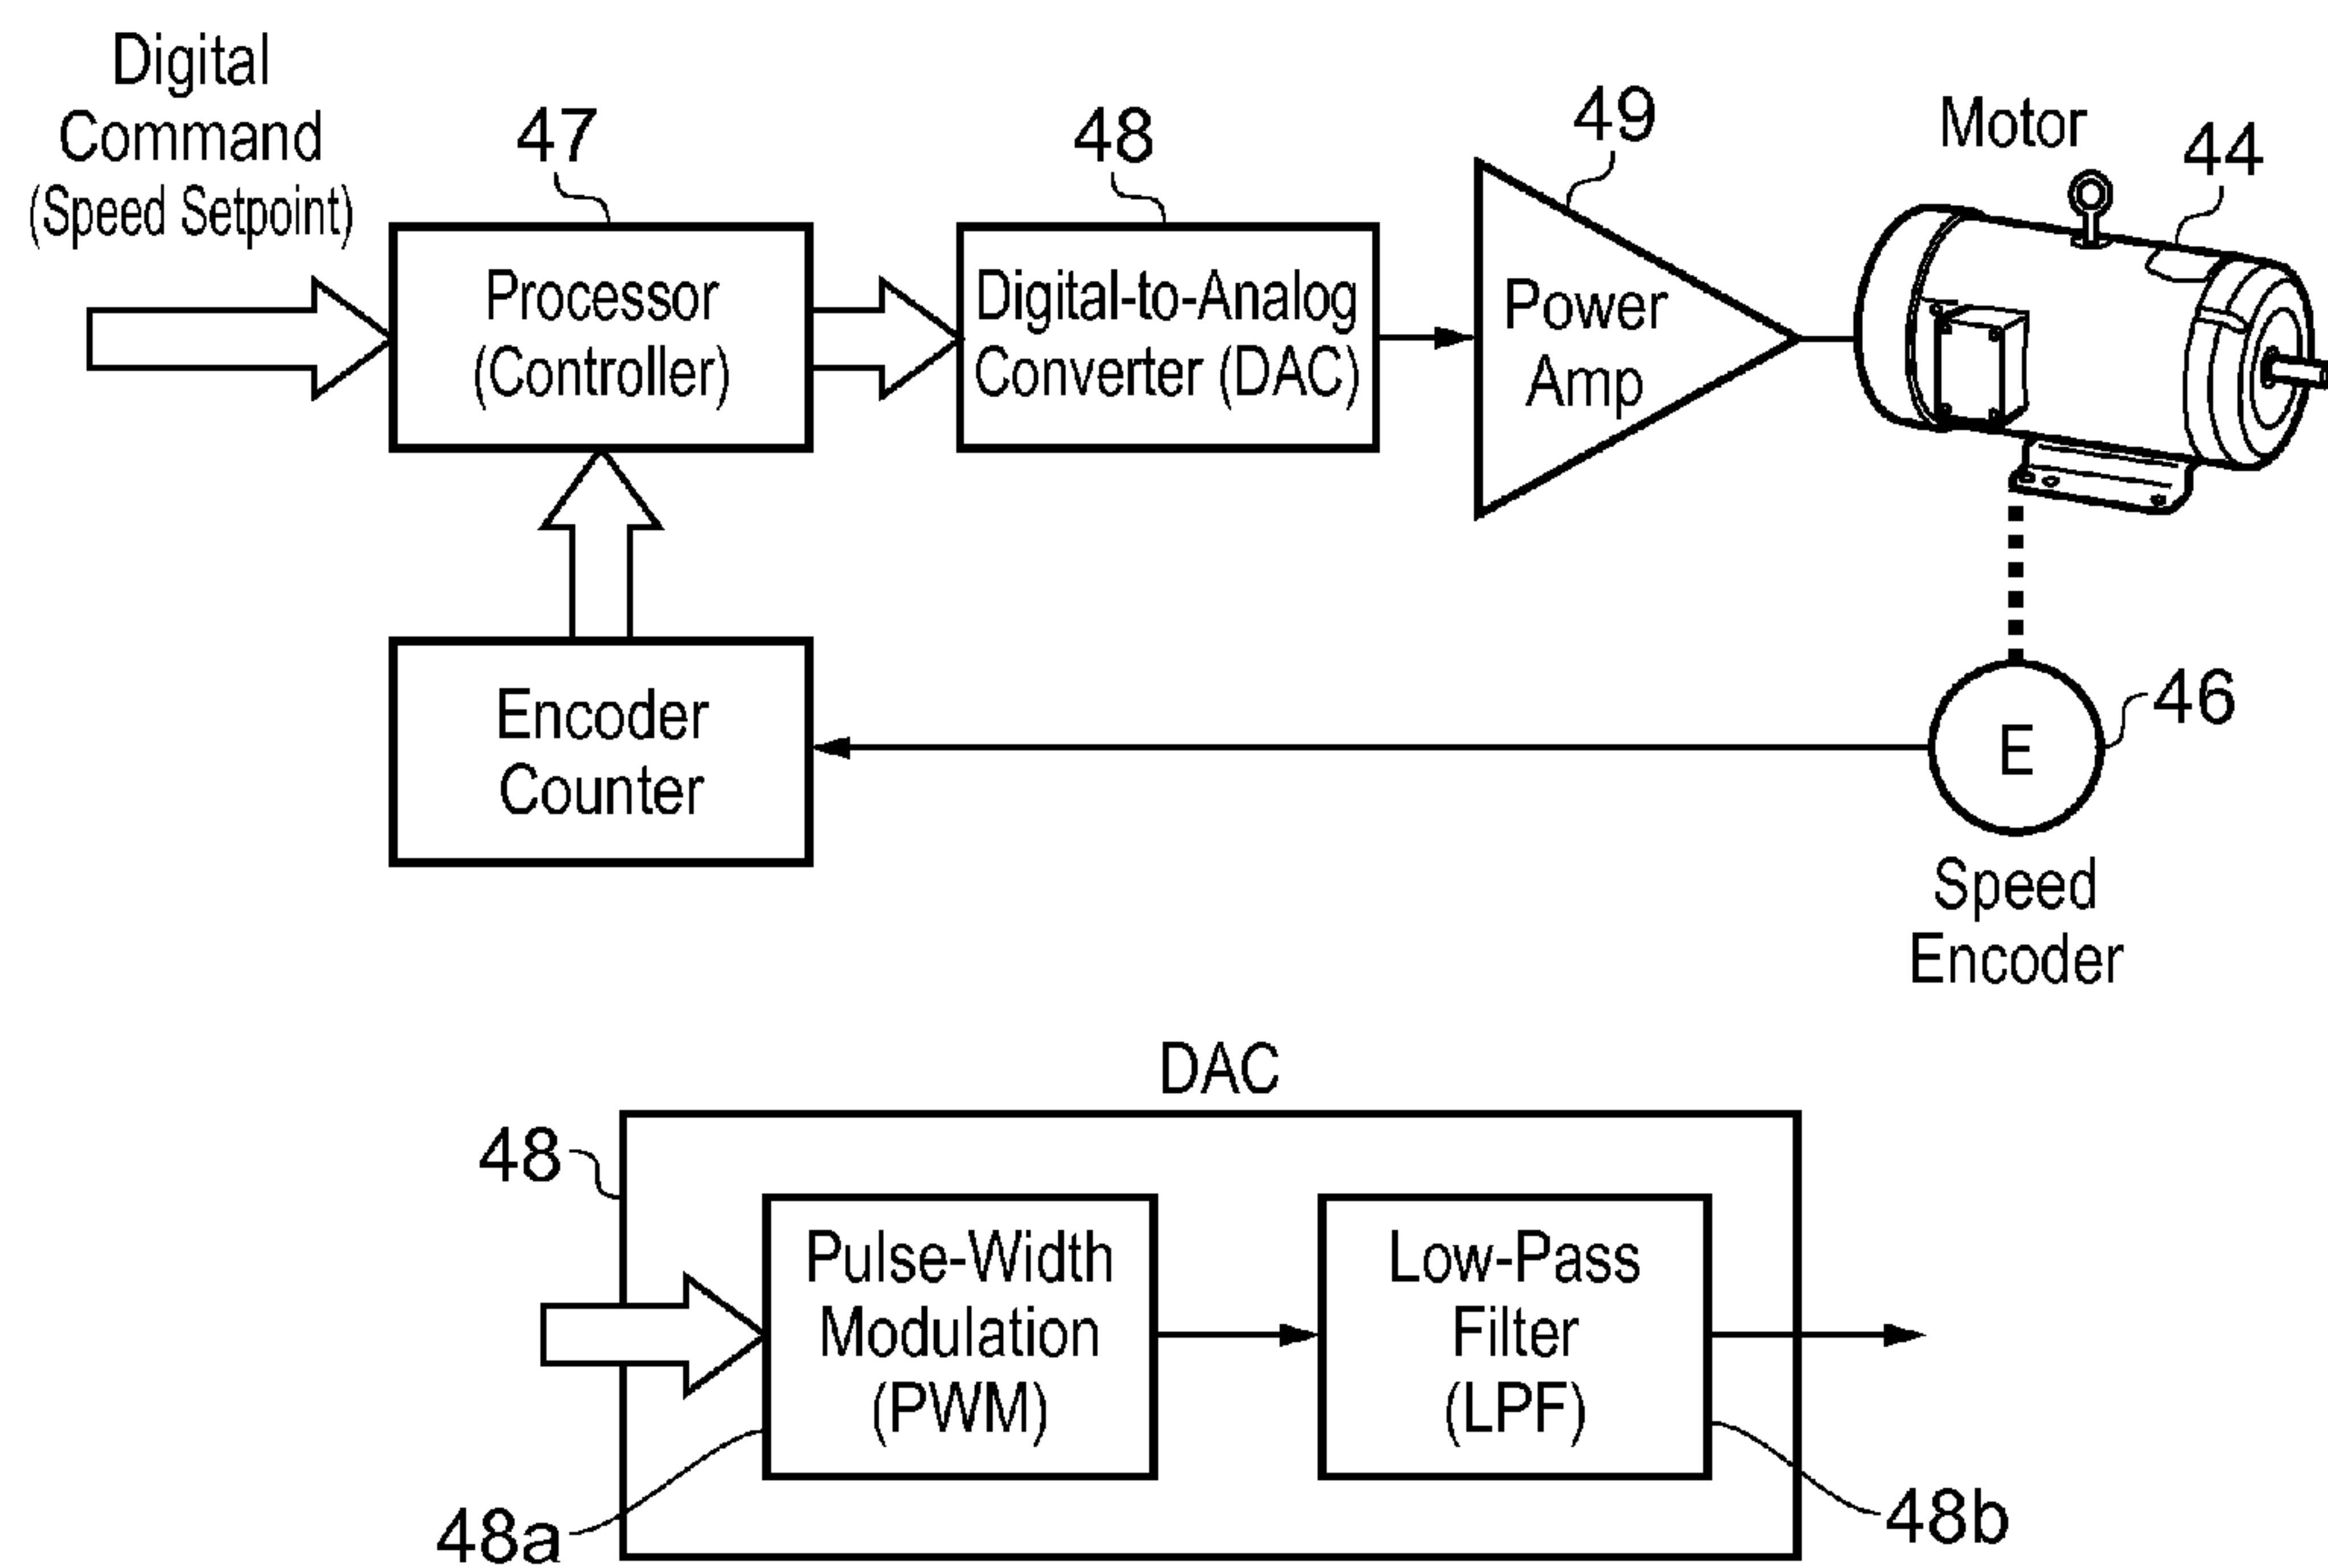 Digital
Command
(Speed Setpoint)
47
48
49
Motor
44
Processor
(Controller)
Digital-to-Analog
Converter (DAC)
Power
Amp
Encoder
Counter
E
46
Speed
Encoder
DAC
48
Pulse-Width
Modulation
(PWM)
Low-Pass
Filter
(LPF)
48a
48b